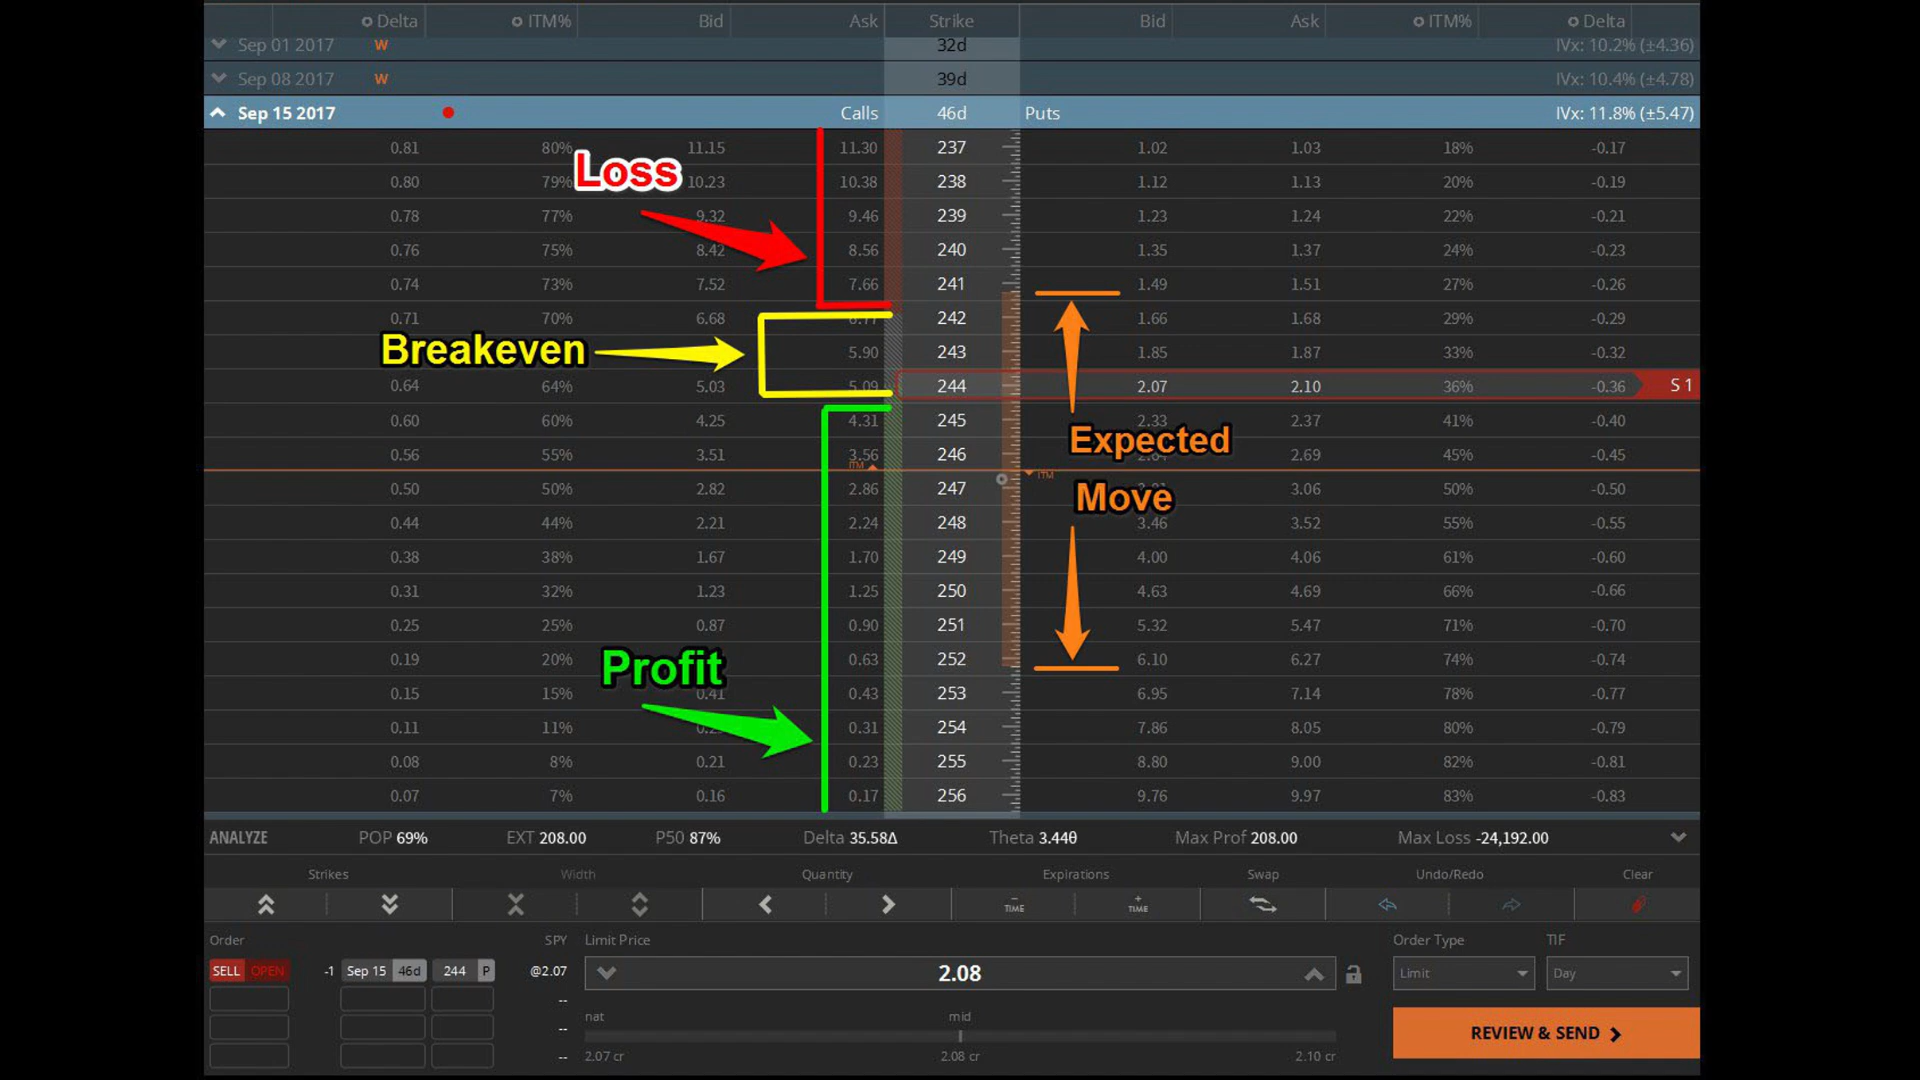 Delta ITM% Bid Ask Strike Bid Ask ITM% Delta
Sep 01 2017 W 32d IVx: 10.2% (±4.36)
Sep 08 2017 W 39d IVx: 10.4% (±4.78)
Sep 15 2017 Calls 46d Puts IVx: 11.8% (±5.47)
0.81 80% 11.15 11.30 237 1.02 1.03 18% -0.17
Loss
0.80 79% 10.23 10.38 238 1.12 1.13 20% -0.19
0.78 77% 9.32 9.46 239 1.23 1.24 22% -0.21
0.76 75% 8.42 8.56 240 1.35 1.37 24% -0.23
0.74 73% 7.52 7.66 241 1.49 1.51 27% -0.26
0.71 70% 6.68 242 1.66 1.68 29% -0.29
Breakeven
5.90 243 1.85 1.87 33% -0.32
0.64 64% 5.03 5.09 244 2.07 2.10 36% -0.36 S 1
0.60 60% 4.25 4.31 245 2.33 2.37 41% -0.40
Expected
0.56 55% 3.51 3.56 246 2.69 45% -0.45
ITM ITM
0.50 50% 2.82 2.86 247 3.06 50% -0.50
Move
0.44 44% 2.21 2.24 248 3.46 3.52 55% -0.55
0.38 38% 1.67 1.70 249 4.00 4.06 61% -0.60
0.31 32% 1.23 1.25 250 4.63 4.69 66% -0.66
0.25 25% 0.87 0.90 251 5.32 5.47 71% -0.70
0.19 20% 0.63 252 6.10 6.27 74% -0.74
Profit
0.15 15% 0.41 0.43 253 6.95 7.14 78% -0.77
0.11 11% 0.31 254 7.86 8.05 80% -0.79
0.08 8% 0.21 0.23 255 8.80 9.00 82% -0.81
0.07 7% 0.16 0.17 256 9.76 9.97 83% -0.83
ANALYZE POP 69% EXT 208.00 P50 87% Delta 35.58Δ Theta 3.44θ Max Prof 208.00 Max Loss -24,192.00
Strikes Width Quantity Expirations Swap Undo/Redo Clear
− TIME + TIME
Order SPY Limit Price Order Type TIF
SELL OPEN -1 Sep 15 46d 244 P @2.07 2.08 Limit Day
--
nat mid
--
REVIEW & SEND
-- 2.07 cr 2.08 cr 2.10 cr